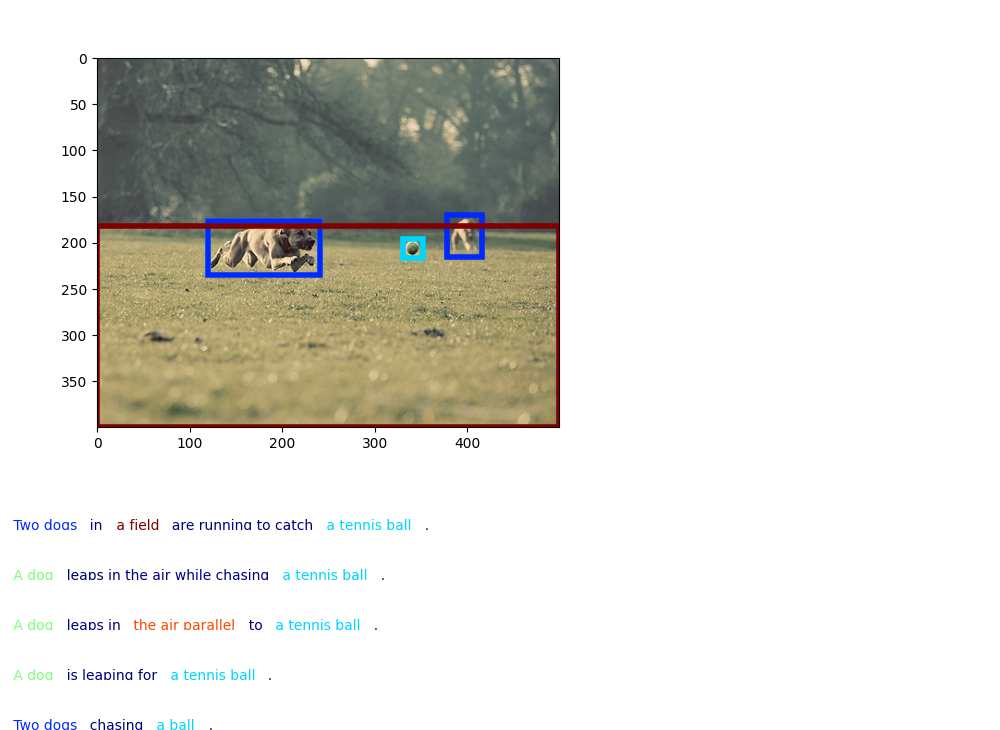 0
50
100
150
200
250
300
350
0 100 200 300 400
Two dogs in a field are running to catch a tennis ball .
A dog leaps in the air while chasing a tennis ball .
A dog leaps in the air parallel to a tennis ball .
A dog is leaping for a tennis ball .
Two dogs chasing a ball .